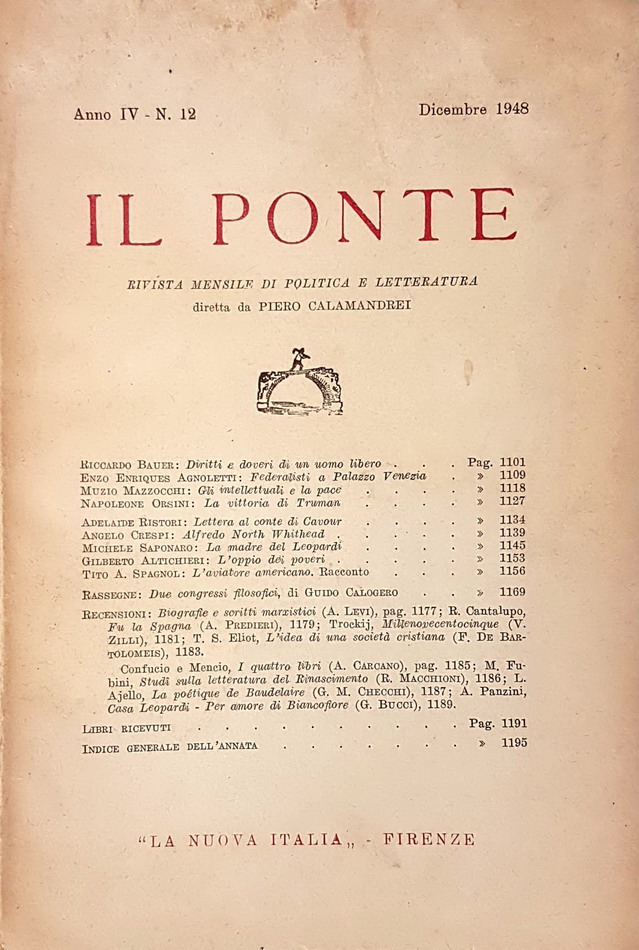 Anno IV - N. 12 Dicembre 1948
IL PONTE
RIVISTA MENSILE DI POLITICA E LETTERATURA
diretta da PIERO CALAMANDREI
RICCARDO BAUER: Diritti e doveri di un uomo libero . . . Pag. 1101
ENZO ENRIQUES AGNOLETTI: Federalisti a Palazzo Venezia . » 1109
MUZIO MAZZOCCHI: Gli intellettuali e la pace . . . . » 1118
NAPOLEONE ORSINI: La vittoria di Truman . . . . » 1127
ADELAIDE RISTORI: Lettera al conte di Cavour . . . . » 1134
ANGELO CRESPI: Alfredo North Whithead . . . . . » 1139
MICHELE SAPONARO: La madre del Leopardi . . . . » 1145
GILBERTO ALTICHIERI: L'oppio dei poveri . . . . . » 1153
TITO A. SPAGNOL: L'aviatore americano. Racconto . . . » 1156
RASSEGNE: Due congressi filosofici, di GUIDO CALOGERO . . » 1169
RECENSIONI: Biografie e scritti marxistici (A. LEVI), pag. 1177; R. Cantalupo,
Fu la Spagna (A. PREDIERI), 1179; Trockij, Millenovecentocinque (V.
ZILLI), 1181; T. S. Eliot, L'idea di una società cristiana (F. DE BAR-
TOLOMEIS), 1183.
Confucio e Mencio, I quattro libri (A. CARCANO), pag. 1185; M. Fu-
bini, Studi sulla letteratura del Rinascimento (R. MACCHIONI), 1186; L.
Ajello, La poétique de Baudelaire (G. M. CHECCHI), 1187; A. Panzini,
Casa Leopardi - Per amore di Biancofiore (G. BUCCI), 1189.
LIBRI RICEVUTI . . . . . . . . . Pag. 1191
INDICE GENERALE DELL'ANNATA . . . . . . . » 1195
"LA NUOVA ITALIA„ - FIRENZE